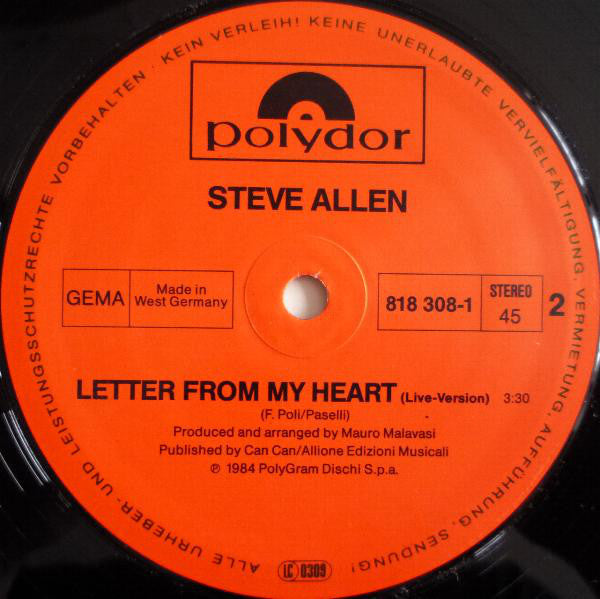 ALLE URHEBER- UND LEISTUNGSSCHUTZRECHTE VORBEHALTEN · KEIN VERLEIH! KEINE UNERLAUBTE VERVIELFÄLTIGUNG, VERMIETUNG, AUFFÜHRUNG, SENDUNG!
polydor
STEVE ALLEN
GEMA
Made in
West Germany
818 308-1
STEREO
45
2
LETTER FROM MY HEART (Live-Version) 3:30
(F. Poli/Paselli)
Produced and arranged by Mauro Malavasi
Published by Can Can/Allione Edizioni Musicali
℗ 1984 PolyGram Dischi S.p.a.
LC 0309